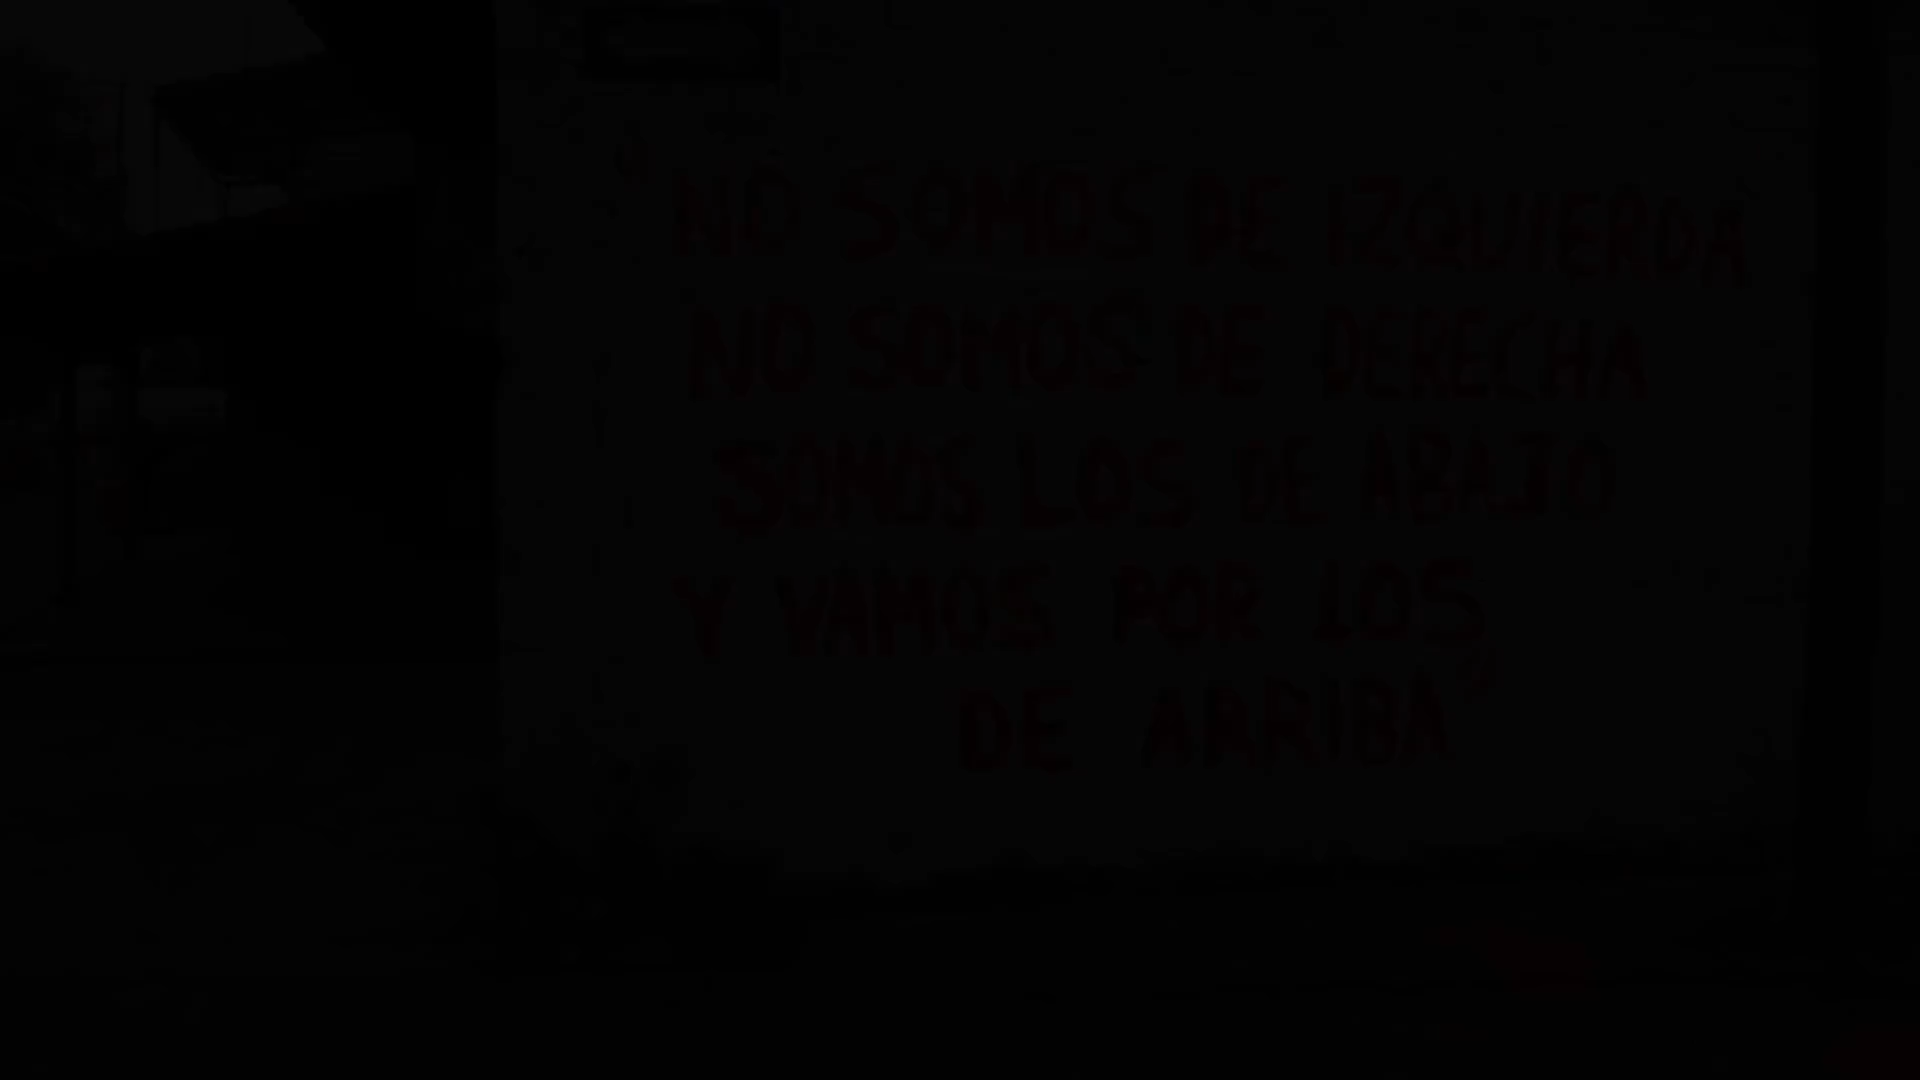 NO SOMOS DE IZQUIERDA
NO SOMOS DE DERECHA
SOMOS LOS DE ABAJO
Y VAMOS POR LOS
DE ARRIBA